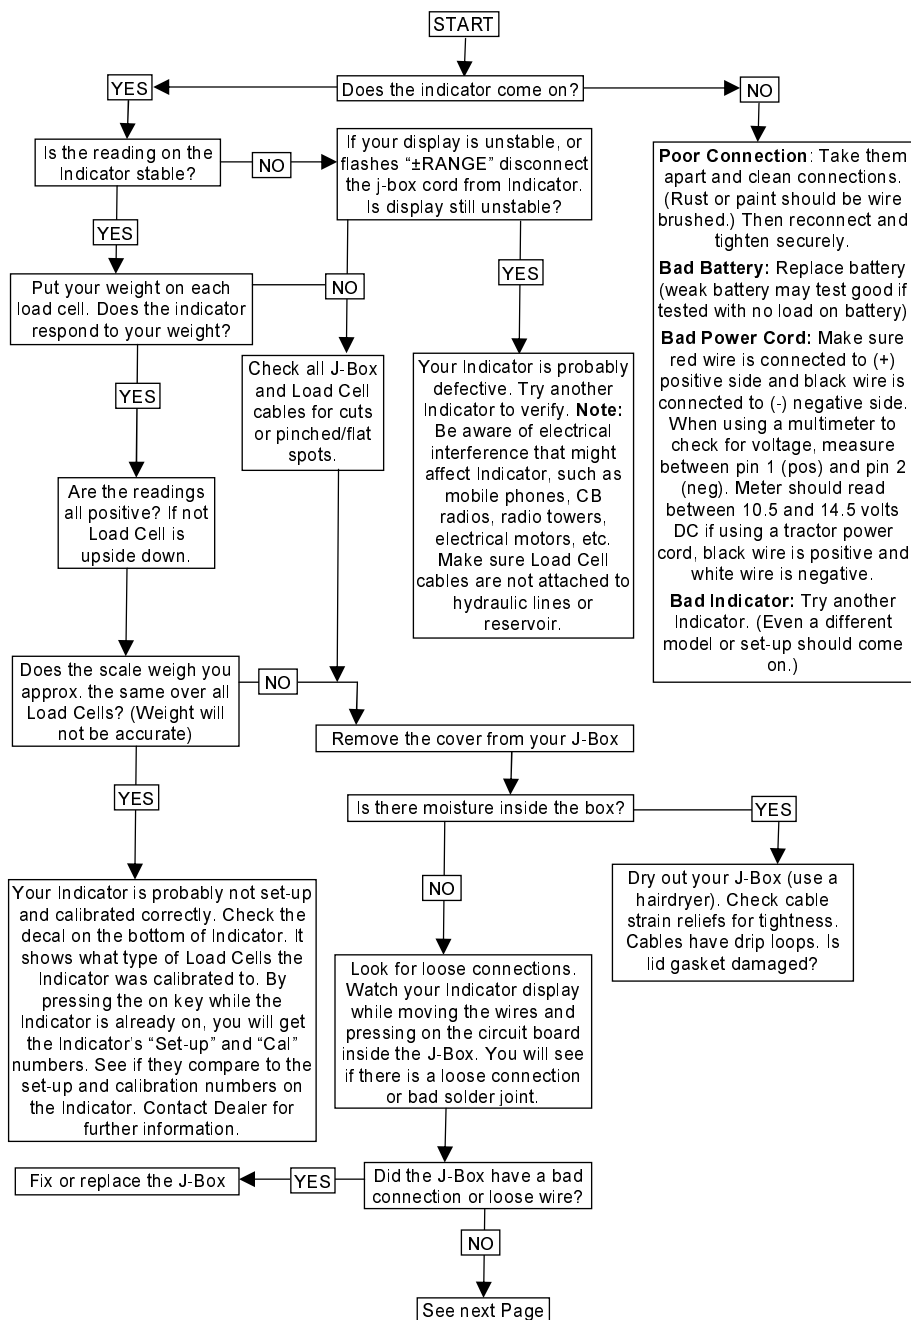 START
Does the indicator come on?
YES
NO
Is the reading on the
Indicator stable?
NO
If your display is unstable, or
flashes “±RANGE” disconnect
the j-box cord from Indicator.
Is display still unstable?
Poor Connection: Take them
apart and clean connections.
(Rust or paint should be wire
brushed.) Then reconnect and
tighten securely.
Bad Battery: Replace battery
(weak battery may test good if
tested with no load on battery)
Bad Power Cord: Make sure
red wire is connected to (+)
positive side and black wire is
connected to (-) negative side.
When using a multimeter to
check for voltage, measure
between pin 1 (pos) and pin 2
(neg). Meter should read
between 10.5 and 14.5 volts
DC if using a tractor power
cord, black wire is positive and
white wire is negative.
Bad Indicator: Try another
Indicator. (Even a different
model or set-up should come
on.)
YES
Put your weight on each
load cell. Does the indicator
respond to your weight?
NO
YES
YES
Check all J-Box
and Load Cell
cables for cuts
or pinched/flat
spots.
Your Indicator is probably
defective. Try another
Indicator to verify. Note:
Be aware of electrical
interference that might
affect Indicator, such as
mobile phones, CB
radios, radio towers,
electrical motors, etc.
Make sure Load Cell
cables are not attached to
hydraulic lines or
reservoir.
Are the readings
all positive? If not
Load Cell is
upside down.
Does the scale weigh you
approx. the same over all
Load Cells? (Weight will
not be accurate)
NO
Remove the cover from your J-Box
YES
Is there moisture inside the box?
YES
NO
Dry out your J-Box (use a
hairdryer). Check cable
strain reliefs for tightness.
Cables have drip loops. Is
lid gasket damaged?
Your Indicator is probably not set-up
and calibrated correctly. Check the
decal on the bottom of Indicator. It
shows what type of Load Cells the
Indicator was calibrated to. By
pressing the on key while the
Indicator is already on, you will get
the Indicator’s “Set-up” and “Cal”
numbers. See if they compare to the
set-up and calibration numbers on
the Indicator. Contact Dealer for
further information.
Look for loose connections.
Watch your Indicator display
while moving the wires and
pressing on the circuit board
inside the J-Box. You will see
if there is a loose connection
or bad solder joint.
Did the J-Box have a bad
connection or loose wire?
YES
Fix or replace the J-Box
NO
See next Page